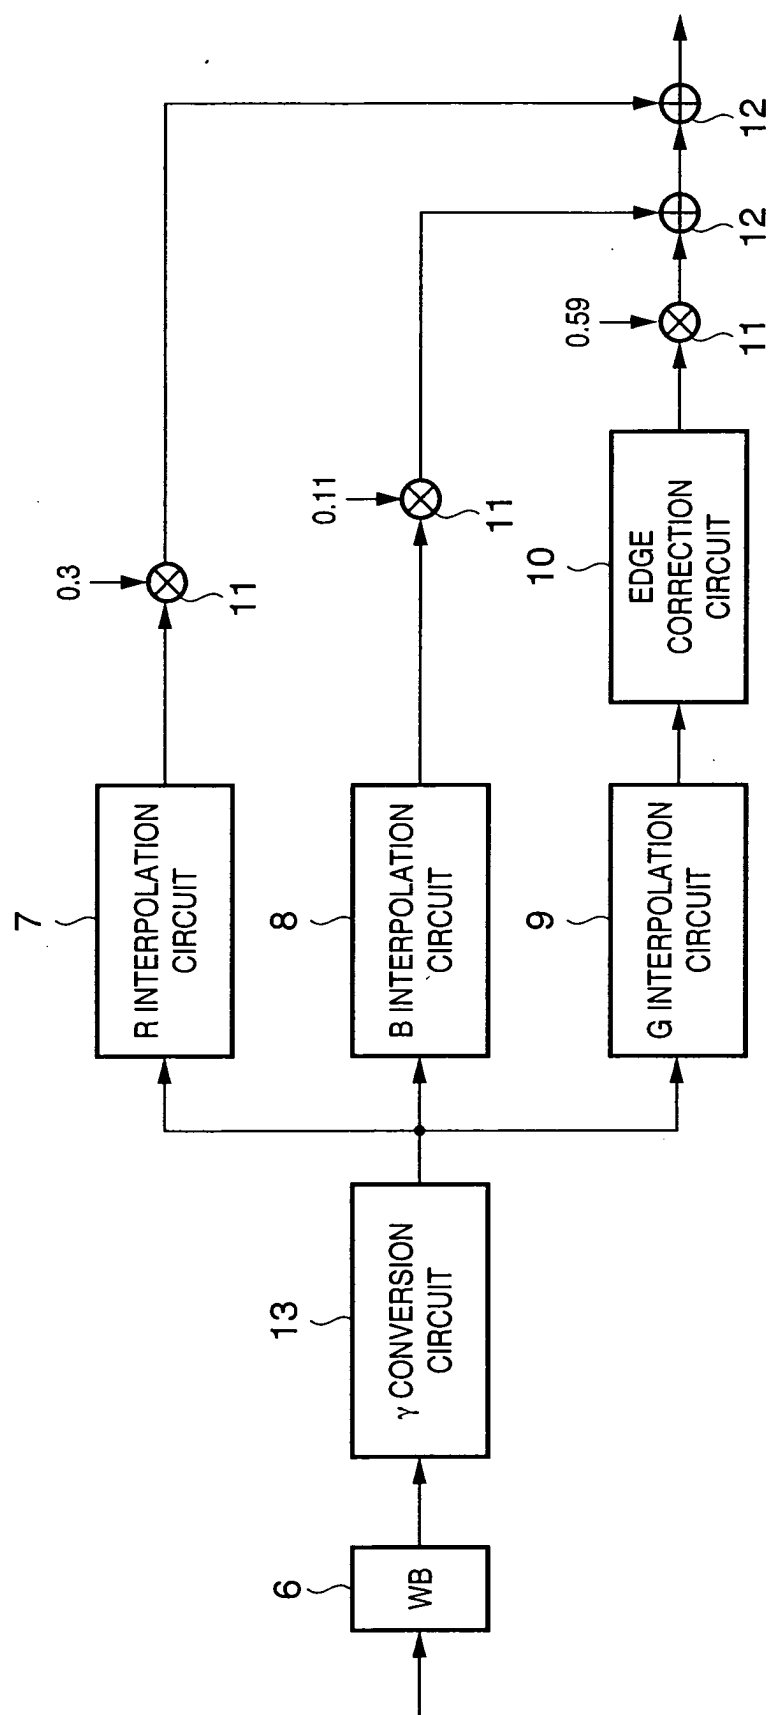 6
WB
13
γ CONVERSION
CIRCUIT
7
R INTERPOLATION
CIRCUIT
0.3
11
8
B INTERPOLATION
CIRCUIT
0.11
11
9
G INTERPOLATION
CIRCUIT
10
EDGE
CORRECTION
CIRCUIT
0.59
11
12
12